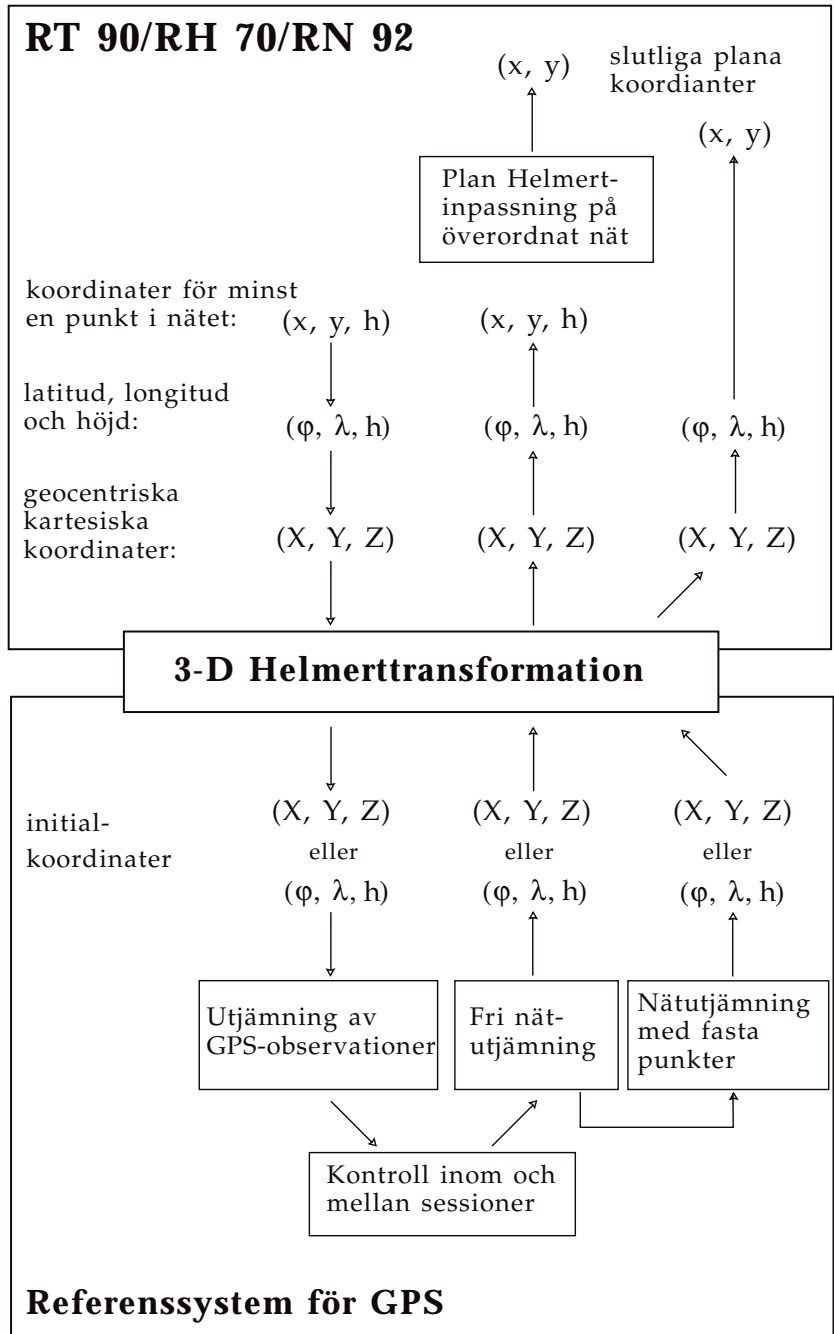 RT 90/RH 70/RN 92
(x, y)
slutliga plana
koordianter
(x, y)
Plan Helmert-
inpassning på
överordnat nät
koordinater för minst
en punkt i nätet:
(x, y, h)
(x, y, h)
latitud, longitud
och höjd:
(φ, λ, h)
(φ, λ, h)
(φ, λ, h)
geocentriska
kartesiska
koordinater:
(X, Y, Z)
(X, Y, Z)
(X, Y, Z)
3-D Helmerttransformation
initial-
koordinater
(X, Y, Z)
eller
(φ, λ, h)
(X, Y, Z)
eller
(φ, λ, h)
(X, Y, Z)
eller
(φ, λ, h)
Utjämning av
GPS-observationer
Fri nät-
utjämning
Nätutjämning
med fasta
punkter
Kontroll inom och
mellan sessioner
Referenssystem för GPS